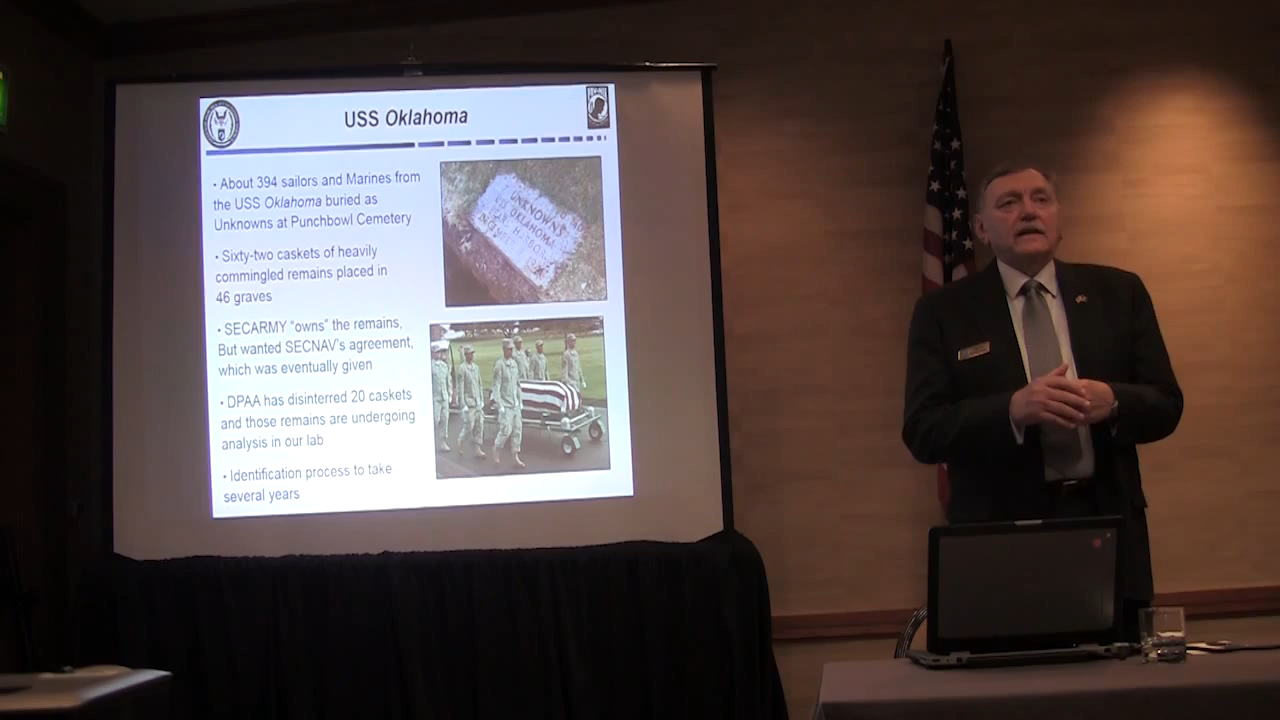 USS Oklahoma
• About 394 sailors and Marines from
the USS Oklahoma buried as
Unknowns at Punchbowl Cemetery
• Sixty-two caskets of heavily
commingled remains placed in
46 graves
• SECARMY "owns" the remains,
But wanted SECNAV's agreement,
which was eventually given
• DPAA has disinterred 20 caskets
and those remains are undergoing
analysis in our lab
• Identification process to take
several years
UNKNOWNS
OKLAHOMA